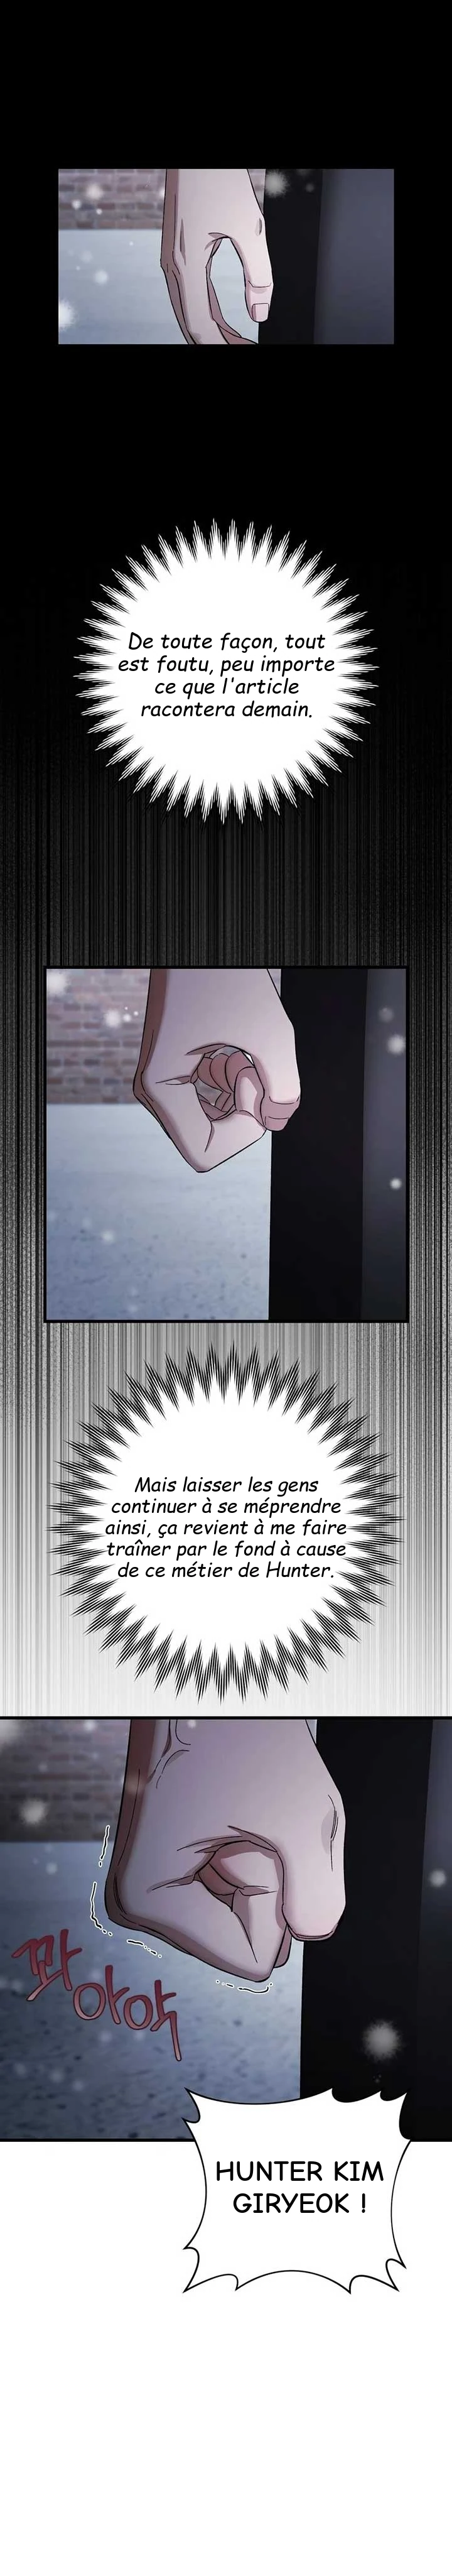 De toute façon, tout
est foutu, peu importe
ce que l'article
racontera demain.
Mais laisser les gens
continuer à se méprendre
ainsi, ça revient à me faire
traîner par le fond à cause
de ce métier de Hunter.
꽈
아악
HUNTER KIM
GIRYEOK !